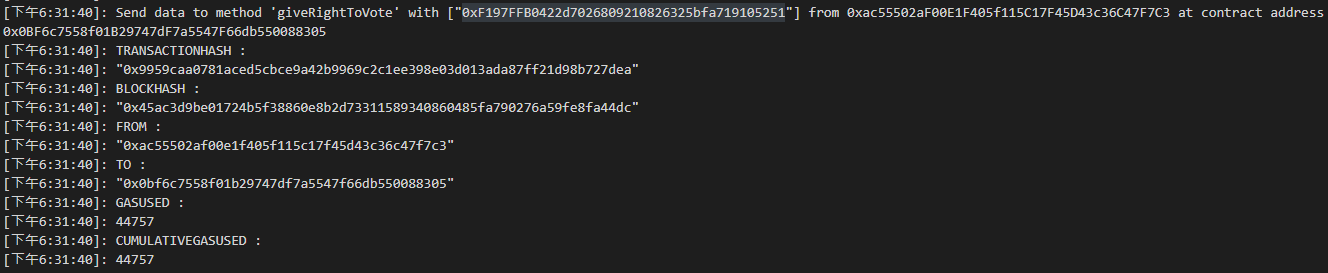 [下午6:31:40]: Send data to method 'giveRightToVote' with ["0xF197FFB0422d7026809210826325bfa719105251"] from 0xac55502aF00E1F405f115C17F45D43c36C47F7C3 at contract address
0x0BF6c7558f01B29747dF7a5547F66db550088305
[下午6:31:40]: TRANSACTIONHASH :
[下午6:31:40]: "0x9959caa0781aced5cbce9a42b9969c2c1ee398e03d013ada87ff21d98b727dea"
[下午6:31:40]: BLOCKHASH :
[下午6:31:40]: "0x45ac3d9be01724b5f38860e8b2d73311589340860485fa790276a59fe8fa44dc"
[下午6:31:40]: FROM :
[下午6:31:40]: "0xac55502af00e1f405f115c17f45d43c36c47f7c3"
[下午6:31:40]: TO :
[下午6:31:40]: "0x0bf6c7558f01b29747df7a5547f66db550088305"
[下午6:31:40]: GASUSED :
[下午6:31:40]: 44757
[下午6:31:40]: CUMULATIVEGASUSED :
[下午6:31:40]: 44757